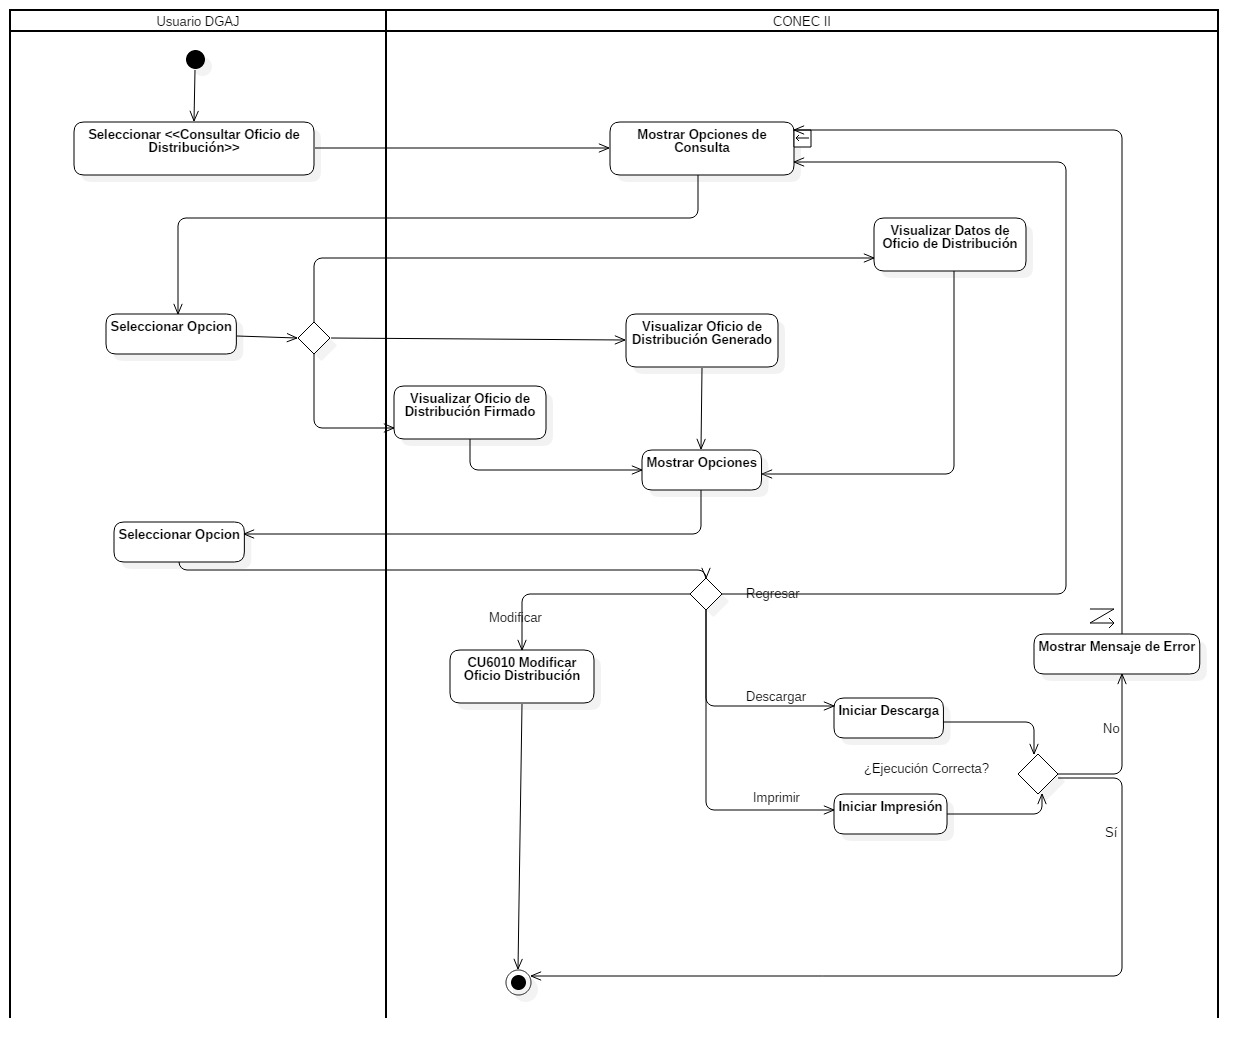 Usuario DGAJ
CONEC II
Seleccionar <<Consultar Oficio de
Distribución>>
Mostrar Opciones de
Consulta
Visualizar Datos de
Oficio de Distribución
Seleccionar Opcion
Visualizar Oficio de
Distribución Generado
Visualizar Oficio de
Distribución Firmado
Mostrar Opciones
Seleccionar Opcion
Regresar
Modificar
CU6010 Modificar
Oficio Distribución
Mostrar Mensaje de Error
Descargar
Iniciar Descarga
No
¿Ejecución Correcta?
Imprimir
Iniciar Impresión
Sí